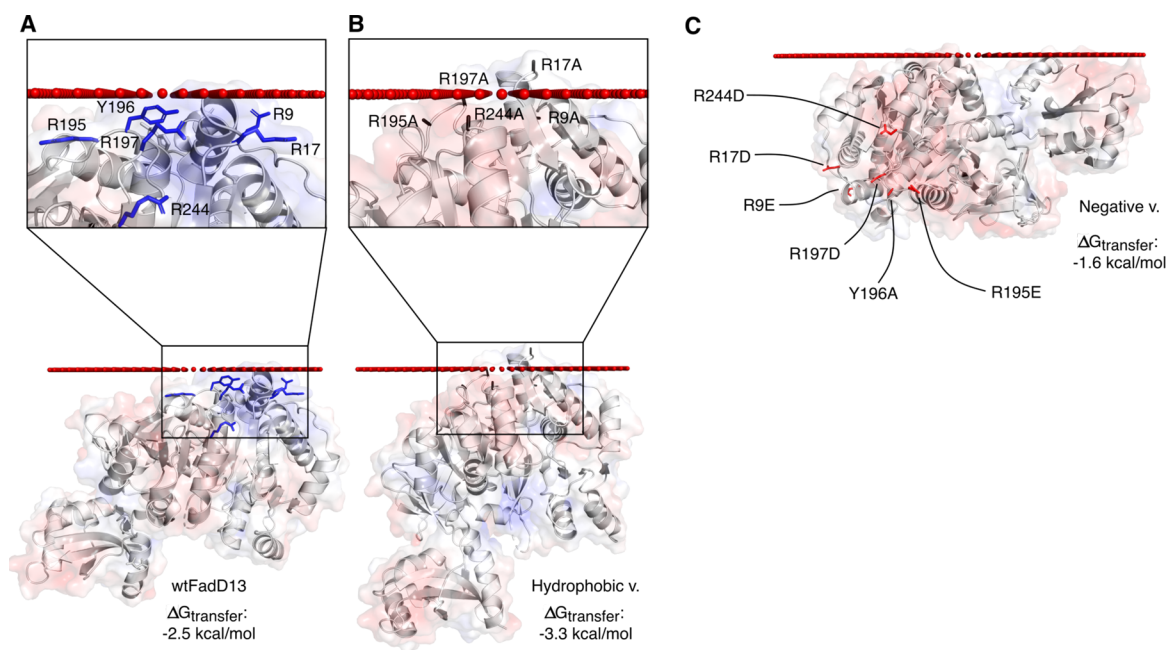 A
Y196
R195
R197
R9
R17
R244
wtFadD13
ΔGtransfer:
-2.5 kcal/mol
B
R17A
R197A
R195A
R244A
R9A
Hydrophobic v.
ΔGtransfer:
-3.3 kcal/mol
C
R244D
R17D
R9E
R197D
Y196A
R195E
Negative v.
ΔGtransfer:
-1.6 kcal/mol